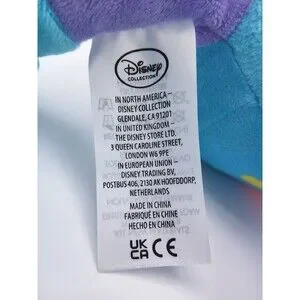 Disney
COLLECTION
IN NORTH AMERICA –
DISNEY COLLECTION
GLENDALE, CA 91201
IN UNITED KINGDOM –
THE DISNEY STORE LTD.
3 QUEEN CAROLINE STREET,
LONDON W6 9PE
IN EUROPEAN UNION –
DISNEY TRADING BV,
POSTBUS 406, 2130 AK HOOFDDORP,
NETHERLANDS
MADE IN CHINA
FABRIQUÉ EN CHINE
HECHO EN CHINA
UK
CA CE